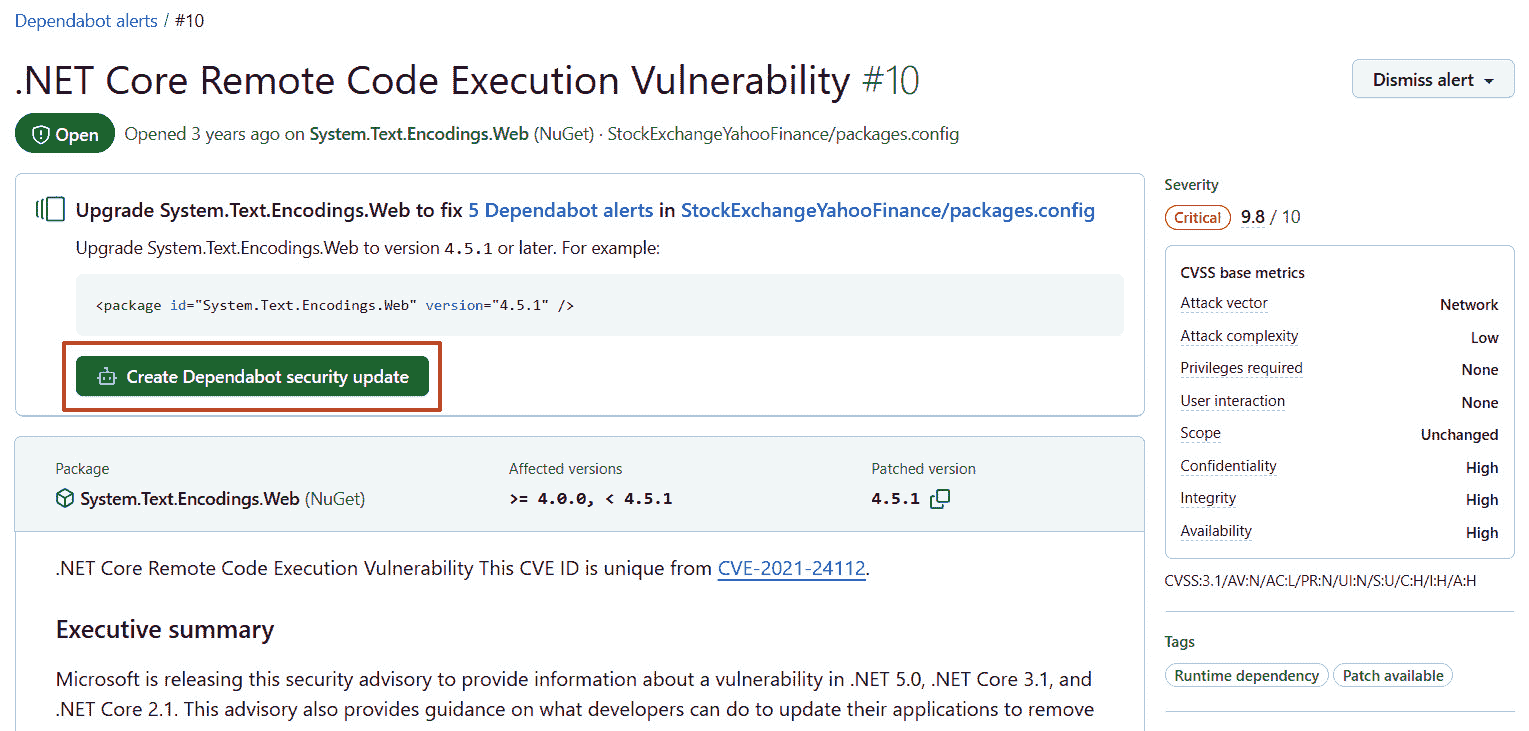 Dependabot alerts / #10
.NET Core Remote Code Execution Vulnerability #10
Dismiss alert
Open
Opened 3 years ago on System.Text.Encodings.Web (NuGet) · StockExchangeYahooFinance/packages.config
Upgrade System.Text.Encodings.Web to fix 5 Dependabot alerts in StockExchangeYahooFinance/packages.config
Upgrade System.Text.Encodings.Web to version 4.5.1 or later. For example:
<package id="System.Text.Encodings.Web" version="4.5.1" />
Create Dependabot security update
Package
Affected versions
Patched version
System.Text.Encodings.Web (NuGet)
>= 4.0.0, < 4.5.1
4.5.1
.NET Core Remote Code Execution Vulnerability This CVE ID is unique from CVE-2021-24112.
Executive summary
Microsoft is releasing this security advisory to provide information about a vulnerability in .NET 5.0, .NET Core 3.1, and
.NET Core 2.1. This advisory also provides guidance on what developers can do to update their applications to remove
Severity
Critical 9.8 / 10
CVSS base metrics
Attack vector Network
Attack complexity Low
Privileges required None
User interaction None
Scope Unchanged
Confidentiality High
Integrity High
Availability High
CVSS:3.1/AV:N/AC:L/PR:N/UI:N/S:U/C:H/I:H/A:H
Tags
Runtime dependency Patch available